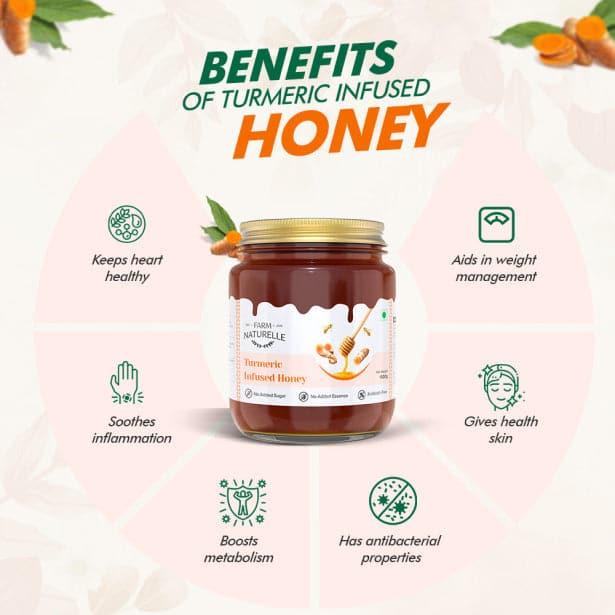 BENEFITS
OF TURMERIC INFUSED
HONEY
Keeps heart
healthy
Aids in weight
management
FARM
NATURELLE
Turmeric
Infused Honey
No Added Sugar
No Added Essence
Soothes
inflammation
Gives health
skin
Boosts
metabolism
Has antibacterial
properties